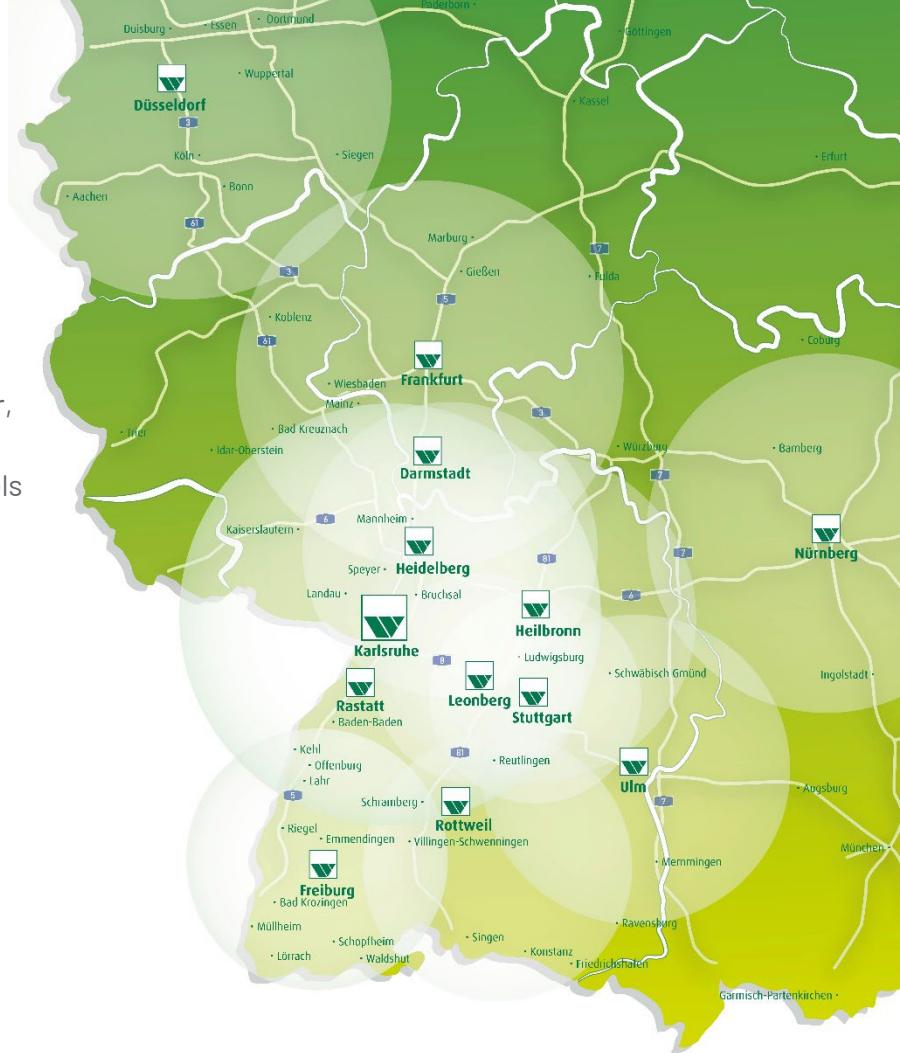 Paderborn
Duisburg
Essen
Dortmund
Göttingen
Wuppertal
Düsseldorf
Kassel
3
Köln
Siegen
Erfurt
Bonn
Aachen
61
Marburg
7
Gießen
3
Fulda
5
Koblenz
61
Coburg
Frankfurt
Wiesbaden
Mainz
r,
3
Bad Kreuznach
Trier
Idar-Oberstein
Würzburg
Bamberg
Darmstadt
7
els
Mannheim
6
Kaiserslautern
Nürnberg
7
81
Speyer
Heidelberg
Landau
Bruchsal
6
Heilbronn
Karlsruhe
8
Ludwigsburg
Schwäbisch Gmünd
Ingolstadt
Leonberg
Rastatt
Stuttgart
Baden-Baden
Kehl
81
Reutlingen
Offenburg
Lahr
Ulm
Augsburg
5
Schramberg
7
Rottweil
Riegel
Emmendingen
Villingen-Schwenningen
München
Memmingen
Freiburg
Bad Krozingen
Müllheim
Ravensburg
Schopfheim
Singen
Lörrach
Waldshut
Konstanz
Friedrichshafen
Garmisch-Partenkirchen